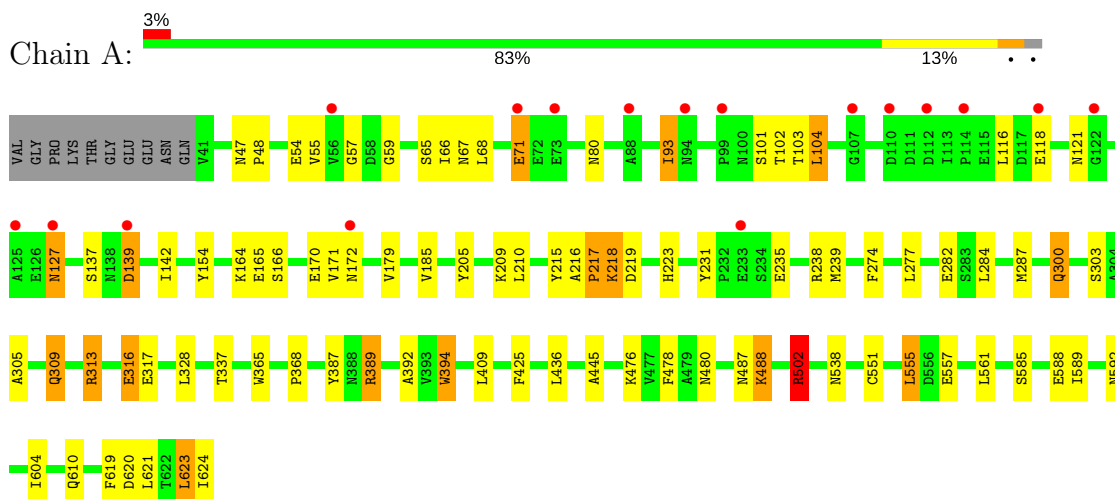 3%
Chain A:
83% 13% • •
VAL GLY PRO LYS THR GLY GLU GLU ASN GLN V41 N47 P48 E54 V55 V56 G57 D58 G59 S65 I66 N67 L68 E71 E72 E73 N80 A88 I93 N94 P99 N100 S101 T102 T103 L104 G107 D110 D111 D112 I113 P114 E115 L116 D117 E118 N121 G122
A125 E126 N127 S137 N138 D139 I142 Y154 K164 E165 S166 E170 V171 N172 V179 V185 Y205 K209 L210 Y215 A216 P217 K218 D219 H223 Y231 P232 E233 S234 E235 R238 M239 F274 L277 E282 S283 L284 M287 Q300 S303 A304
A305 Q309 R313 E316 E317 L328 T337 W365 P368 Y387 N388 R389 A392 V393 W394 L409 F425 L436 A445 K476 V477 F478 A479 N480 N487 K488 R502 N538 C551 L555 D556 E557 L561 S585 E588 I589 N592
I604 Q610 F619 D620 L621 T622 L623 I624